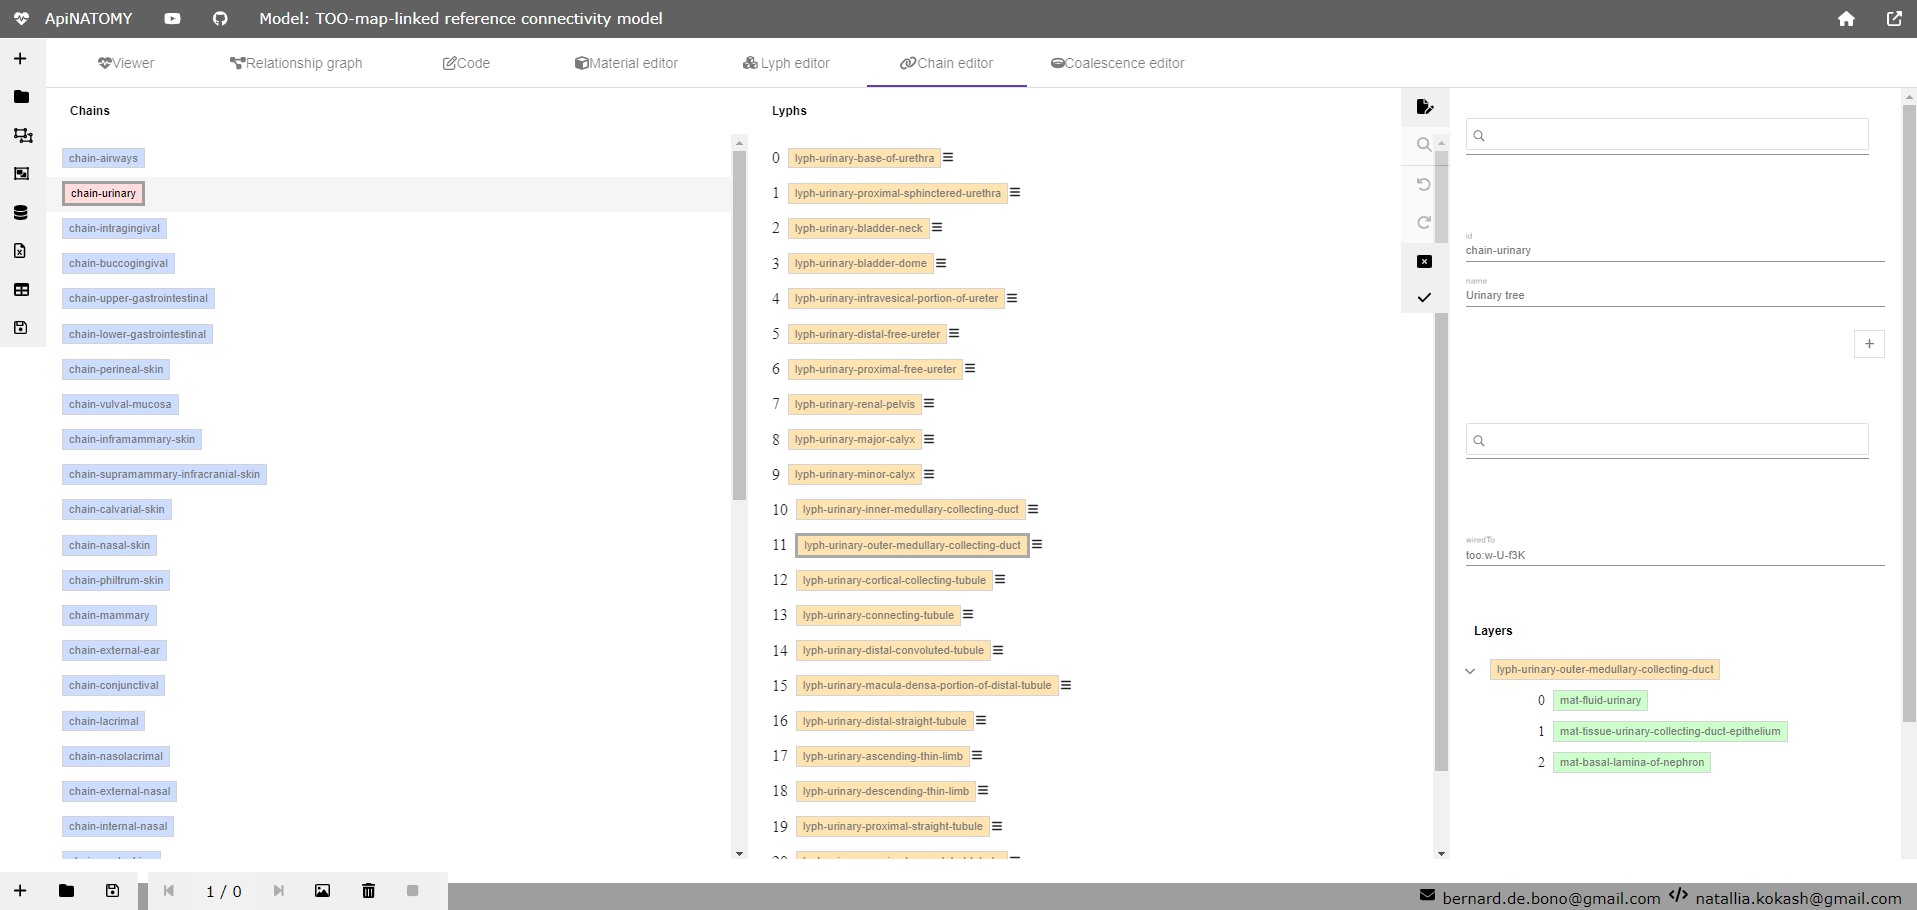 ApiNATOMY Model: TOO-map-linked reference connectivity model
Viewer Relationship graph Code Material editor Lyph editor Chain editor Coalescence editor
Chains
chain-airways
chain-urinary
chain-intragingival
chain-buccogingival
chain-upper-gastrointestinal
chain-lower-gastrointestinal
chain-perineal-skin
chain-vulval-mucosa
chain-inframammary-skin
chain-supramammary-infracranial-skin
chain-calvarial-skin
chain-nasal-skin
chain-philtrum-skin
chain-mammary
chain-external-ear
chain-conjunctival
chain-lacrimal
chain-nasolacrimal
chain-external-nasal
chain-internal-nasal
Lyphs
0 lyph-urinary-base-of-urethra
1 lyph-urinary-proximal-sphinctered-urethra
2 lyph-urinary-bladder-neck
3 lyph-urinary-bladder-dome
4 lyph-urinary-intravesical-portion-of-ureter
5 lyph-urinary-distal-free-ureter
6 lyph-urinary-proximal-free-ureter
7 lyph-urinary-renal-pelvis
8 lyph-urinary-major-calyx
9 lyph-urinary-minor-calyx
10 lyph-urinary-inner-medullary-collecting-duct
11 lyph-urinary-outer-medullary-collecting-duct
12 lyph-urinary-cortical-collecting-tubule
13 lyph-urinary-connecting-tubule
14 lyph-urinary-distal-convoluted-tubule
15 lyph-urinary-macula-densa-portion-of-distal-tubule
16 lyph-urinary-distal-straight-tubule
17 lyph-urinary-ascending-thin-limb
18 lyph-urinary-descending-thin-limb
19 lyph-urinary-proximal-straight-tubule
id
chain-urinary
name
Urinary tree
+
wiredTo
too:w-U-f3K
Layers
lyph-urinary-outer-medullary-collecting-duct
0 mat-fluid-urinary
1 mat-tissue-urinary-collecting-duct-epithelium
2 mat-basal-lamina-of-nephron
1 / 0
bernard.de.bono@gmail.com natallia.kokash@gmail.com